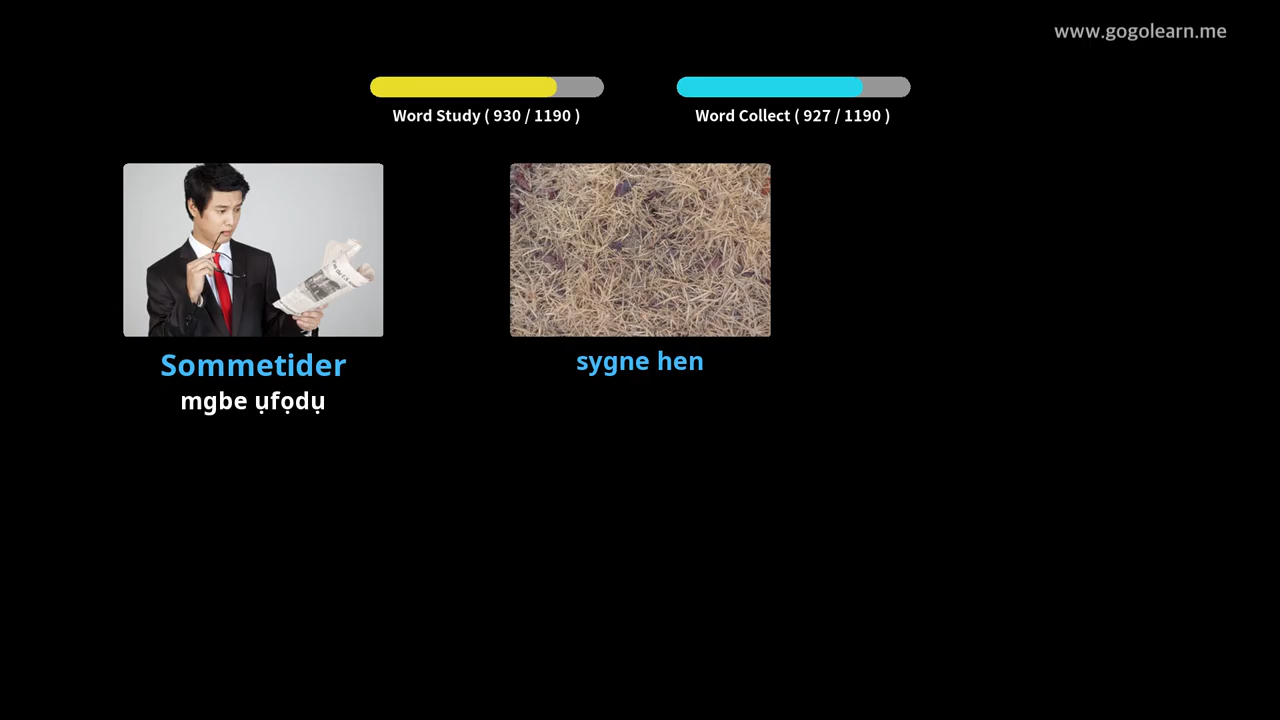 www.gogolearn.me
Word Study ( 930 / 1190 )
Word Collect ( 927 / 1190 )
Sommetider
mgbe ụfọdụ
sygne hen